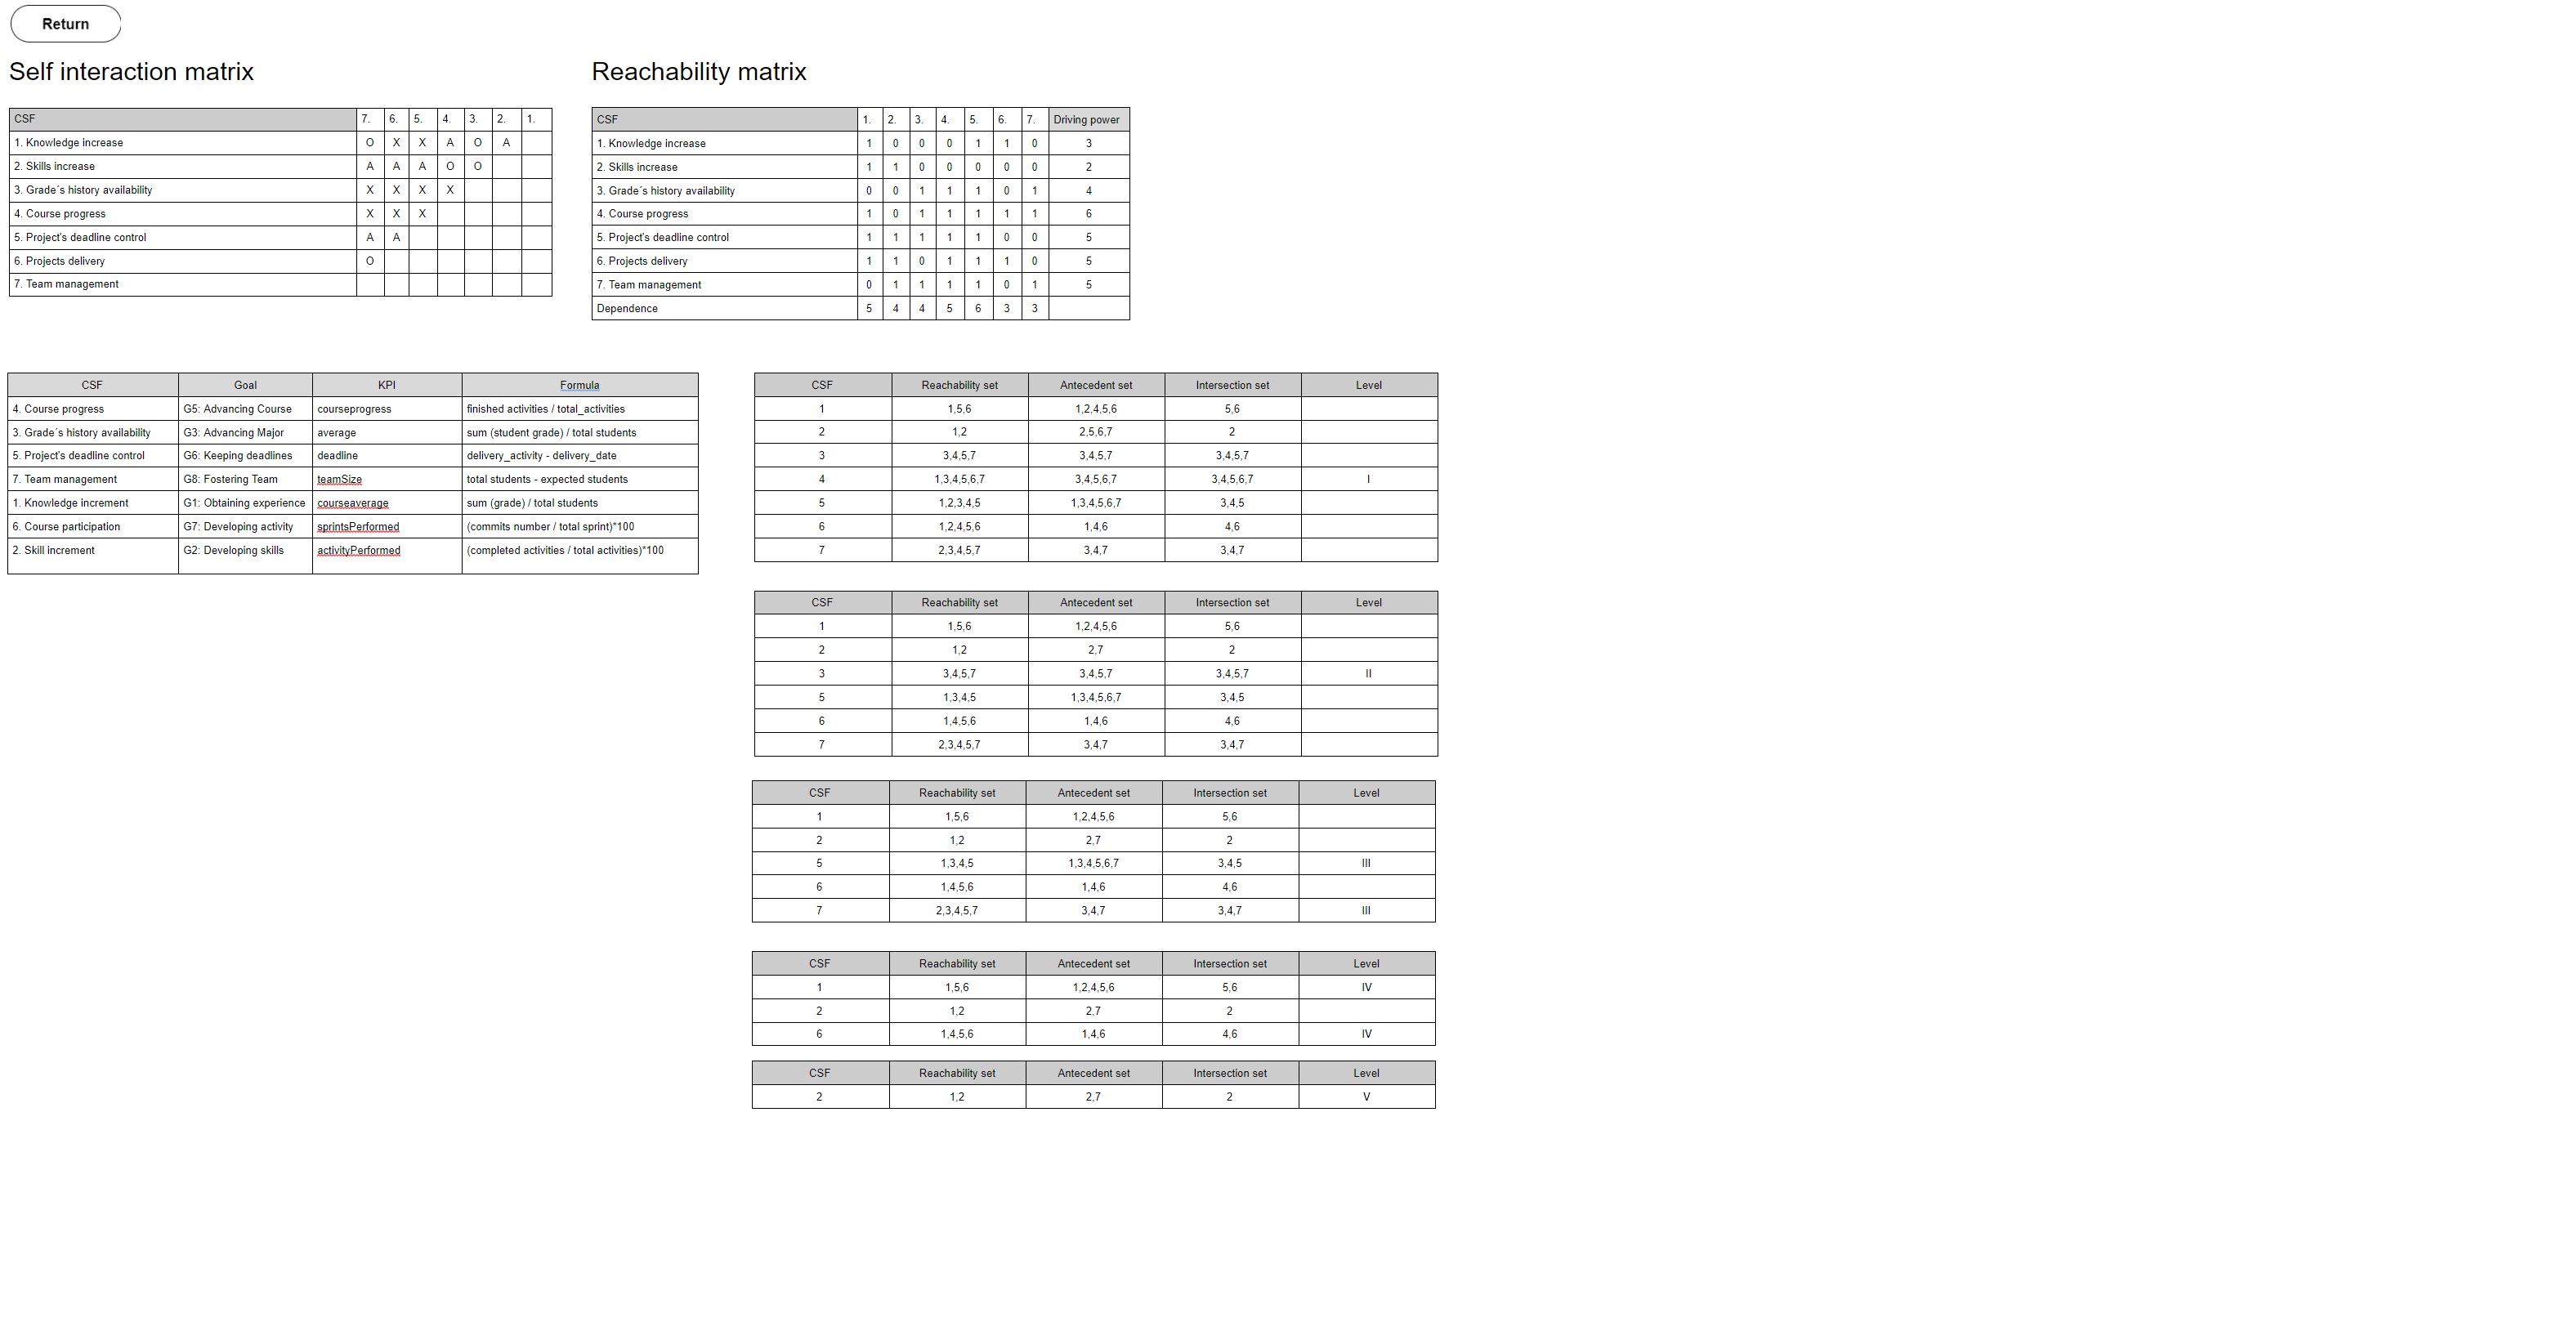 Return
Self interaction matrix
CSF 7. 6. 5. 4. 3. 2. 1.
1. Knowledge increase O X X A O A
2. Skills increase A A A O O
3. Grade´s history availability X X X X
4. Course progress X X X
5. Project's deadline control A A
6. Projects delivery O
7. Team management
Reachability matrix
CSF 1. 2. 3. 4. 5. 6. 7. Driving power
1. Knowledge increase 1 0 0 0 1 1 0 3
2. Skills increase 1 1 0 0 0 0 0 2
3. Grade´s history availability 0 0 1 1 1 0 1 4
4. Course progress 1 0 1 1 1 1 1 6
5. Project's deadline control 1 1 1 1 1 0 0 5
6. Projects delivery 1 1 0 1 1 1 0 5
7. Team management 0 1 1 1 1 0 1 5
Dependence 5 4 4 5 6 3 3
CSF Goal KPI Formula
4. Course progress G5: Advancing Course courseprogress finished activities / total_activities
3. Grade´s history availability G3: Advancing Major average sum (student grade) / total students
5. Project's deadline control G6: Keeping deadlines deadline delivery_activity - delivery_date
7. Team management G8: Fostering Team teamSize total students - expected students
1. Knowledge increment G1: Obtaining experience courseaverage sum (grade) / total students
6. Course participation G7: Developing activity sprintsPerformed (commits number / total sprint)*100
2. Skill increment G2: Developing skills activityPerformed (completed activities / total activities)*100
CSF Reachability set Antecedent set Intersection set Level
1 1,5,6 1,2,4,5,6 5,6
2 1,2 2,5,6,7 2
3 3,4,5,7 3,4,5,7 3,4,5,7
4 1,3,4,5,6,7 3,4,5,6,7 3,4,5,6,7 I
5 1,2,3,4,5 1,3,4,5,6,7 3,4,5
6 1,2,4,5,6 1,4,6 4,6
7 2,3,4,5,7 3,4,7 3,4,7
CSF Reachability set Antecedent set Intersection set Level
1 1,5,6 1,2,4,5,6 5,6
2 1,2 2,7 2
3 3,4,5,7 3,4,5,7 3,4,5,7 II
5 1,3,4,5 1,3,4,5,6,7 3,4,5
6 1,4,5,6 1,4,6 4,6
7 2,3,4,5,7 3,4,7 3,4,7
CSF Reachability set Antecedent set Intersection set Level
1 1,5,6 1,2,4,5,6 5,6
2 1,2 2,7 2
5 1,3,4,5 1,3,4,5,6,7 3,4,5 III
6 1,4,5,6 1,4,6 4,6
7 2,3,4,5,7 3,4,7 3,4,7 III
CSF Reachability set Antecedent set Intersection set Level
1 1,5,6 1,2,4,5,6 5,6 IV
2 1,2 2,7 2
6 1,4,5,6 1,4,6 4,6 IV
CSF Reachability set Antecedent set Intersection set Level
2 1,2 2,7 2 V